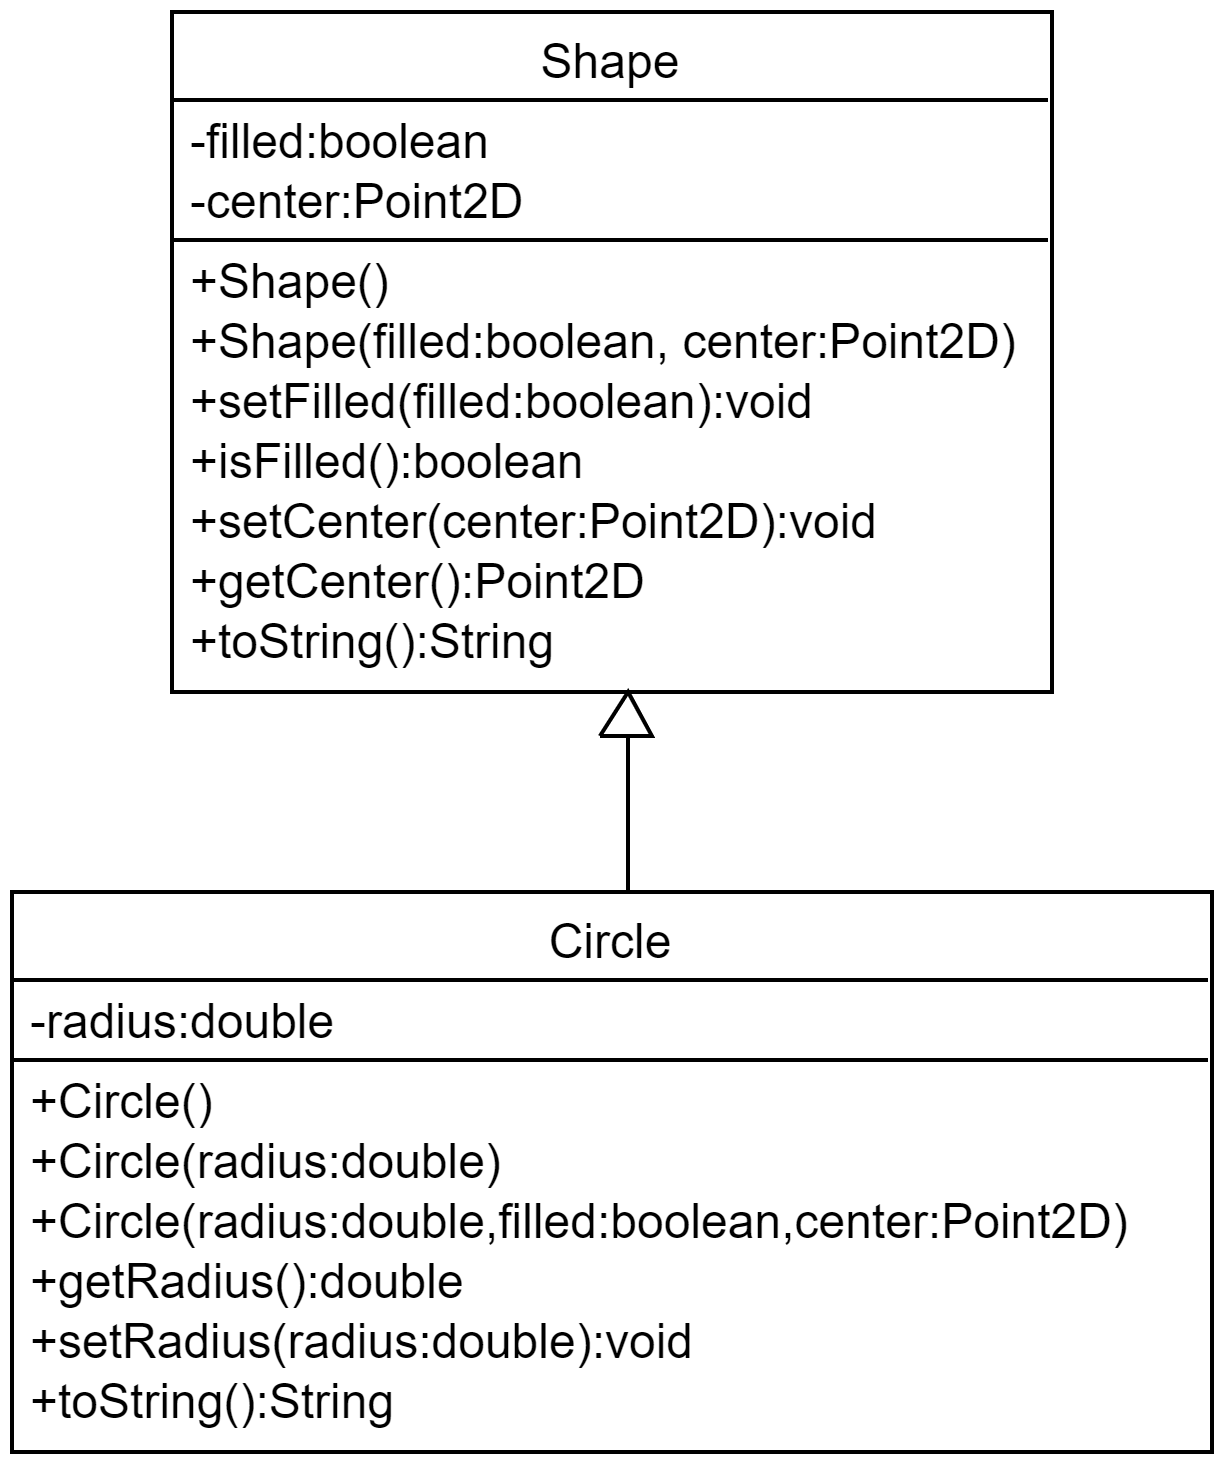 Shape
-filled:boolean
-center:Point2D
+Shape()
+Shape(filled:boolean, center:Point2D)
+setFilled(filled:boolean):void
+isFilled():boolean
+setCenter(center:Point2D):void
+getCenter():Point2D
+toString():String
Circle
-radius:double
+Circle()
+Circle(radius:double)
+Circle(radius:double,filled:boolean,center:Point2D)
+getRadius():double
+setRadius(radius:double):void
+toString():String